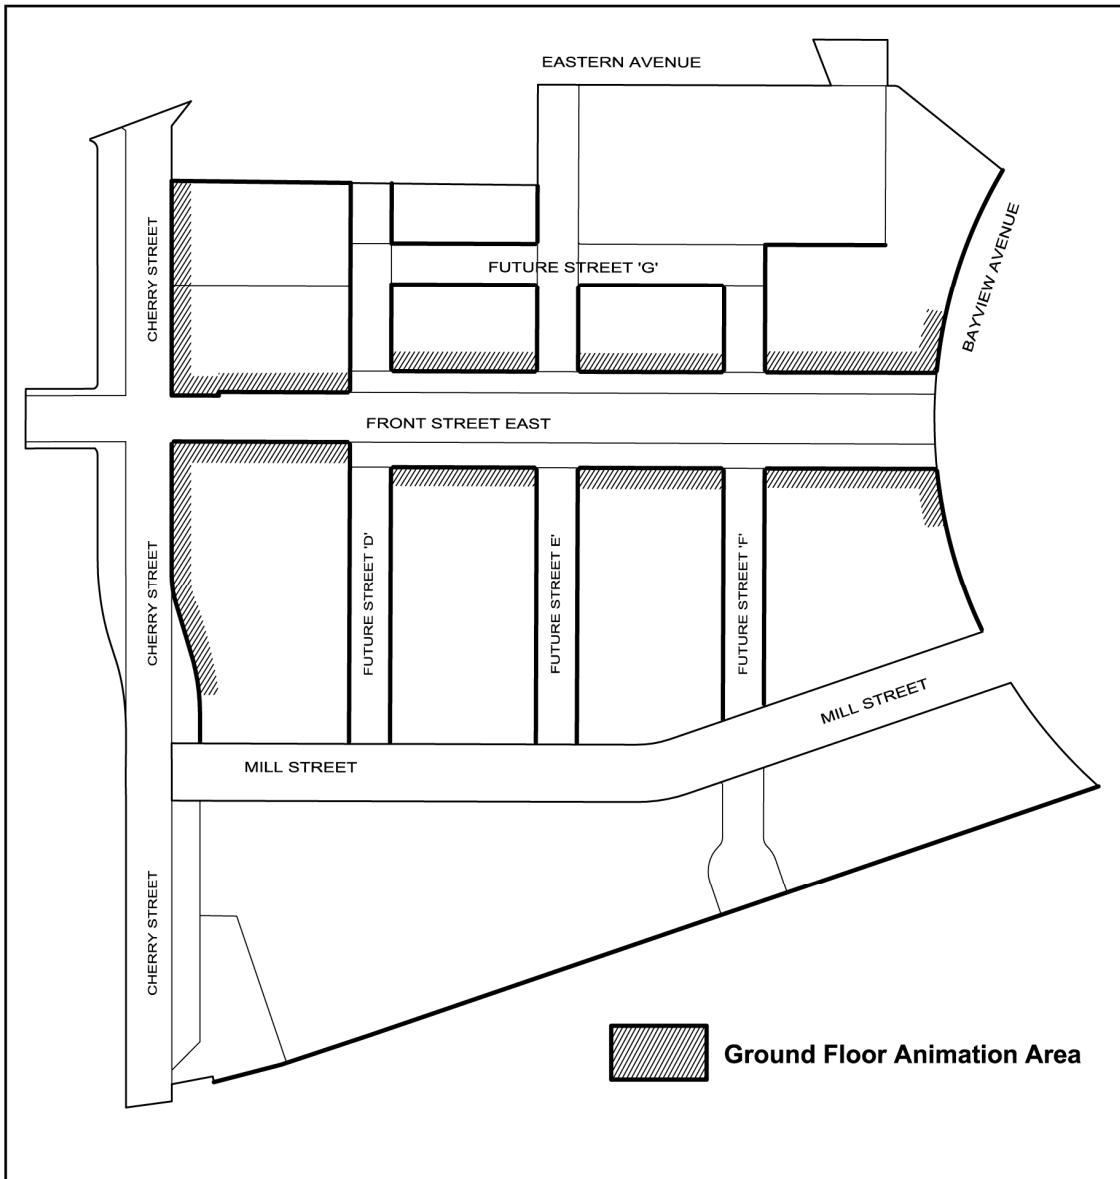 EASTERN AVENUE
CHERRY STREET
BAYVIEW AVENUE
FUTURE STREET 'G'
FRONT STREET EAST
CHERRY STREET
FUTURE STREET 'D'
FUTURE STREET E'
FUTURE STREET 'F'
MILL STREET
MILL STREET
CHERRY STREET
Ground Floor Animation Area